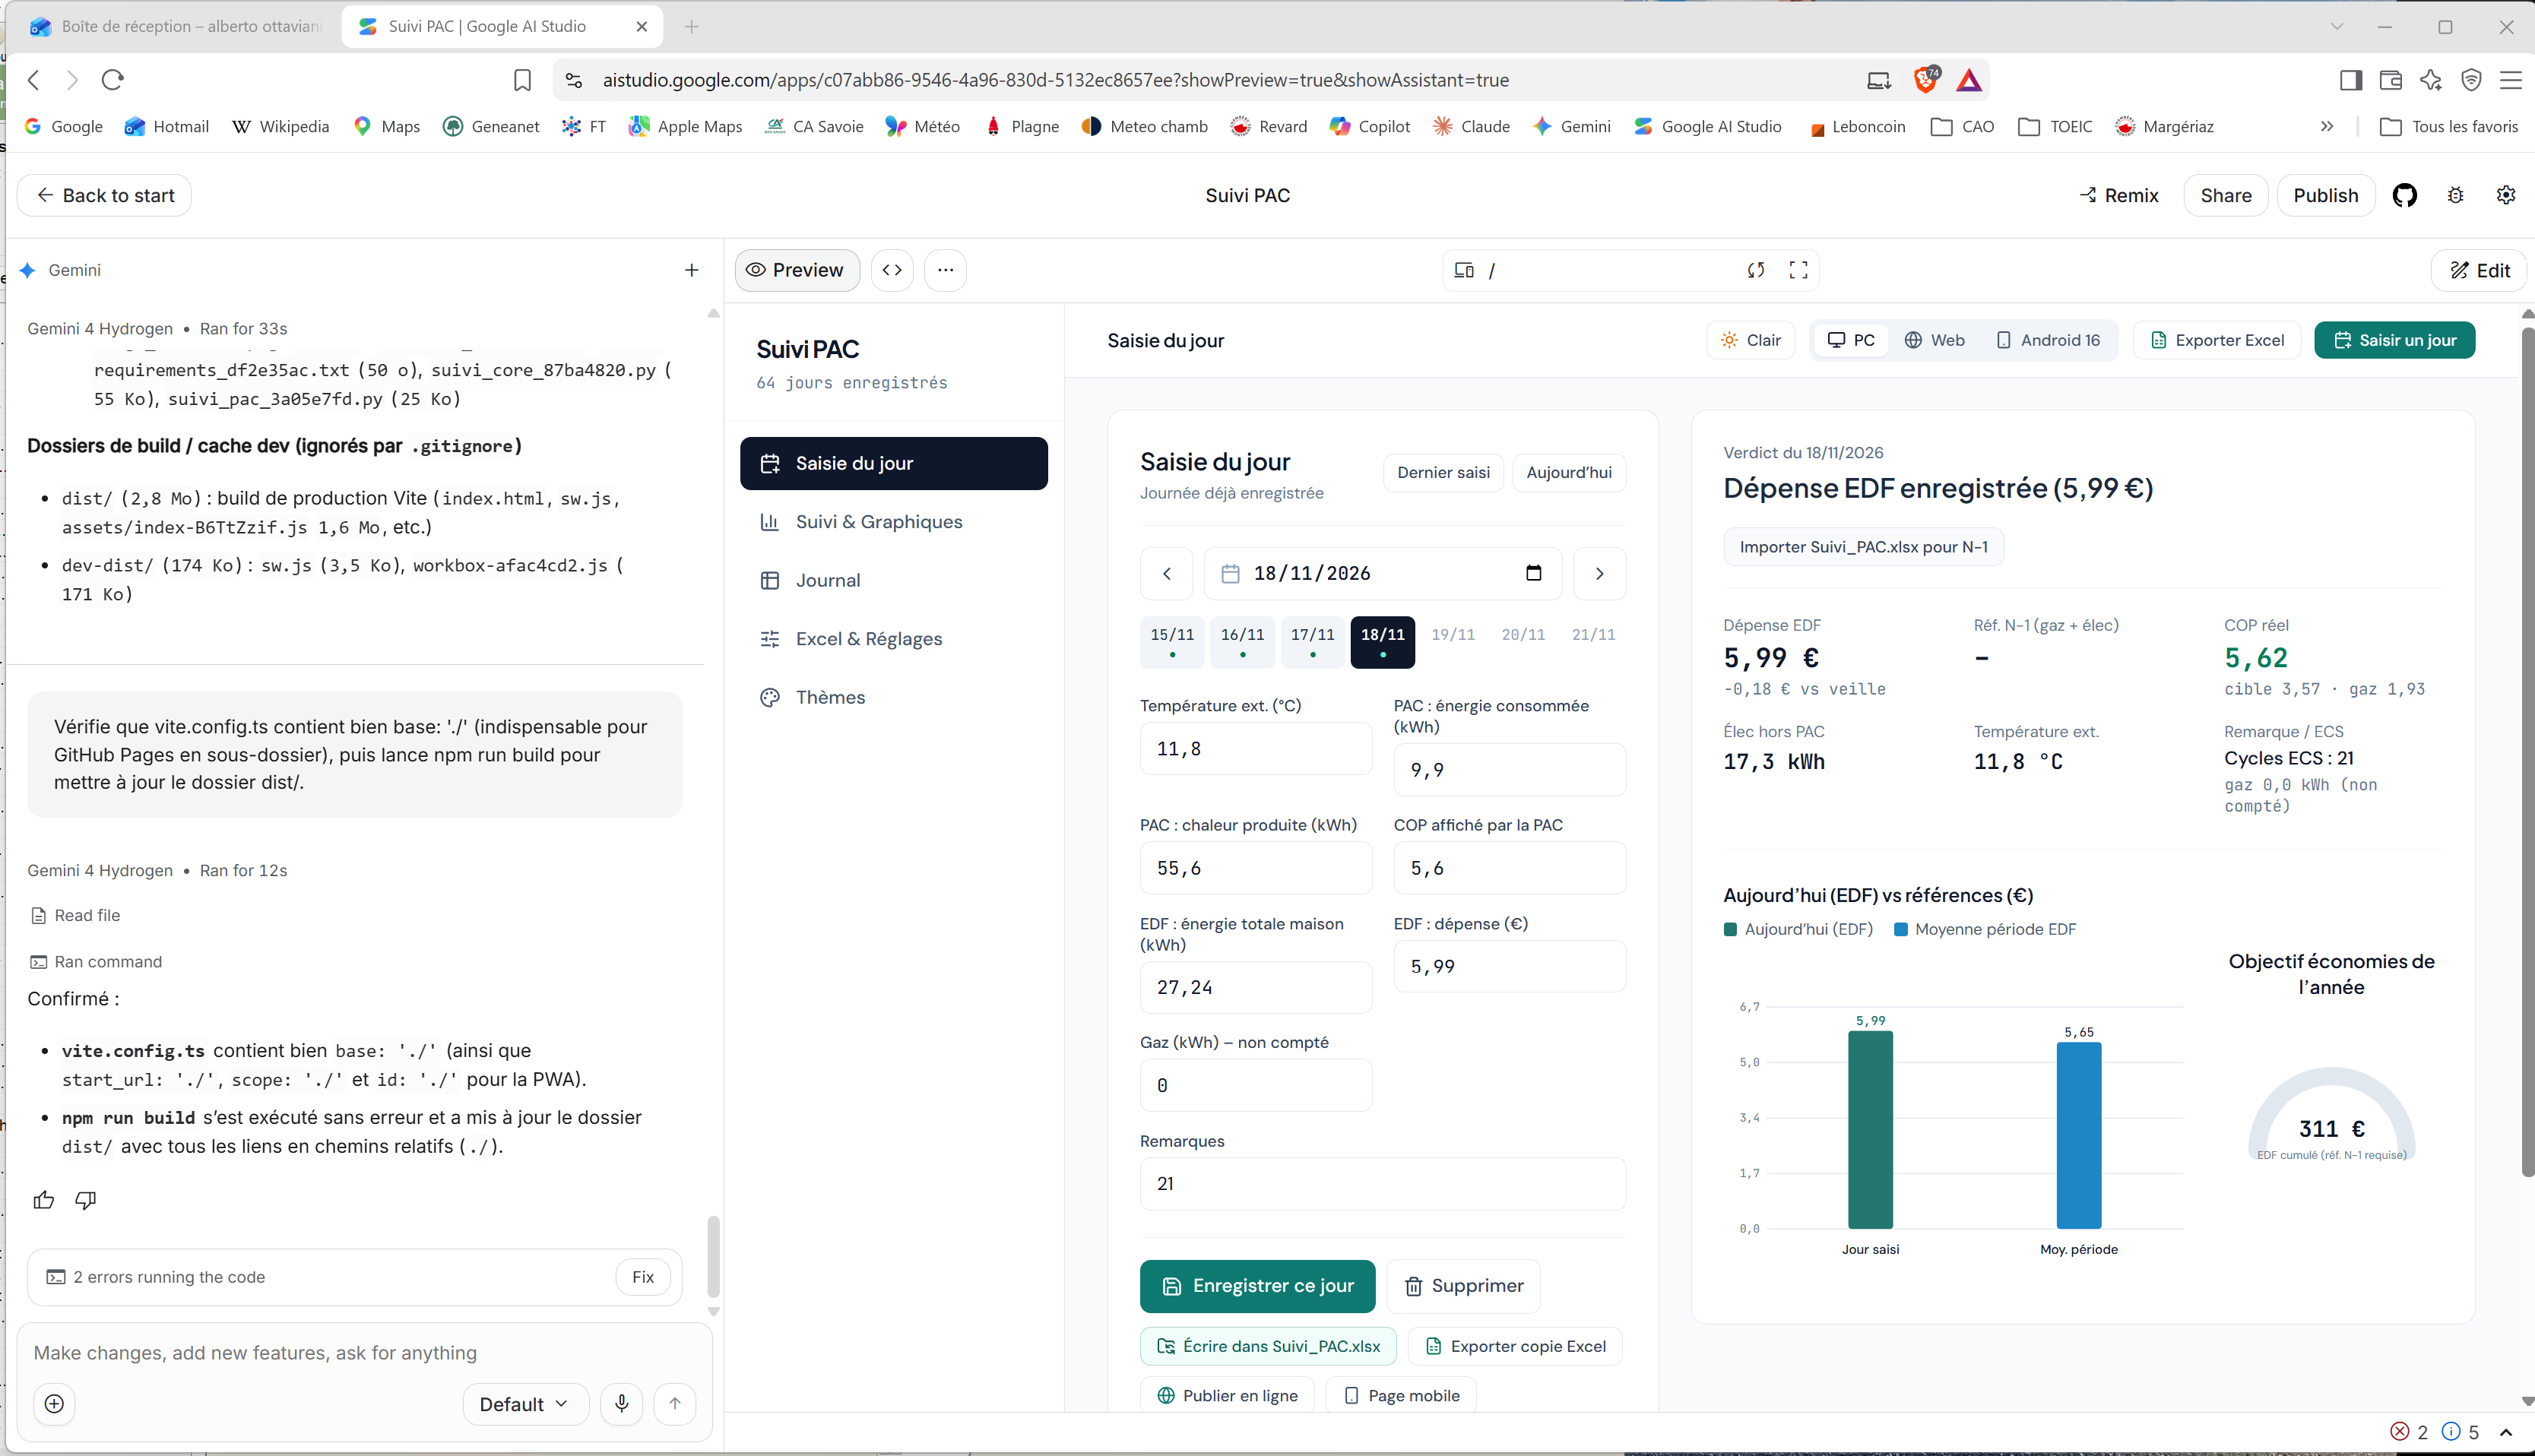 Boîte de réception – alberto ottaviani
Suivi PAC | Google AI Studio
aistudio.google.com/apps/c07abb86-9546-4a96-830d-5132ec8657ee?showPreview=true&showAssistant=true
74
Google
Hotmail
Wikipedia
Maps
Geneanet
FT
Apple Maps
CA Savoie
Météo
Plagne
Meteo chamb
Revard
Copilot
Claude
Gemini
Google AI Studio
Leboncoin
CAO
TOEIC
Margériaz
Tous les favoris
Back to start
Suivi PAC
Remix
Share
Publish
Gemini
Gemini 4 Hydrogen • Ran for 33s
requirements_df2e35ac.txt (50 o), suivi_core_87ba4820.py (
55 Ko), suivi_pac_3a05e7fd.py (25 Ko)
Dossiers de build / cache dev (ignorés par .gitignore)
dist/ (2,8 Mo) : build de production Vite (index.html, sw.js,
assets/index-B6TtZzif.js 1,6 Mo, etc.)
dev-dist/ (174 Ko) : sw.js (3,5 Ko), workbox-afac4cd2.js (
171 Ko)
Vérifie que vite.config.ts contient bien base: './' (indispensable pour
GitHub Pages en sous-dossier), puis lance npm run build pour
mettre à jour le dossier dist/.
Gemini 4 Hydrogen • Ran for 12s
Read file
Ran command
Confirmé :
vite.config.ts contient bien base: './' (ainsi que
start_url: './', scope: './' et id: './' pour la PWA).
npm run build s'est exécuté sans erreur et a mis à jour le dossier
dist/ avec tous les liens en chemins relatifs (./).
2 errors running the code
Fix
Make changes, add new features, ask for anything
Default
Preview
/
Edit
Suivi PAC
64 jours enregistrés
Saisie du jour
Suivi & Graphiques
Journal
Excel & Réglages
Thèmes
Saisie du jour
Clair
PC
Web
Android 16
Exporter Excel
Saisir un jour
Saisie du jour
Journée déjà enregistrée
Dernier saisi
Aujourd'hui
18/11/2026
15/11
16/11
17/11
18/11
19/11
20/11
21/11
Température ext. (°C)
11,8
PAC : énergie consommée
(kWh)
9,9
PAC : chaleur produite (kWh)
55,6
COP affiché par la PAC
5,6
EDF : énergie totale maison
(kWh)
27,24
EDF : dépense (€)
5,99
Gaz (kWh) – non compté
0
Remarques
21
Enregistrer ce jour
Supprimer
Écrire dans Suivi_PAC.xlsx
Exporter copie Excel
Publier en ligne
Page mobile
Verdict du 18/11/2026
Dépense EDF enregistrée (5,99 €)
Importer Suivi_PAC.xlsx pour N-1
Dépense EDF
5,99 €
-0,18 € vs veille
Réf. N-1 (gaz + élec)
–
COP réel
5,62
cible 3,57 · gaz 1,93
Élec hors PAC
17,3 kWh
Température ext.
11,8 °C
Remarque / ECS
Cycles ECS : 21
gaz 0,0 kWh (non
compté)
Aujourd'hui (EDF) vs références (€)
Aujourd'hui (EDF)
Moyenne période EDF
6,7
5,0
3,4
1,7
0,0
5,99
5,65
Jour saisi
Moy. période
Objectif économies de
l'année
311 €
EDF cumulé (réf. N-1 requise)
2
5